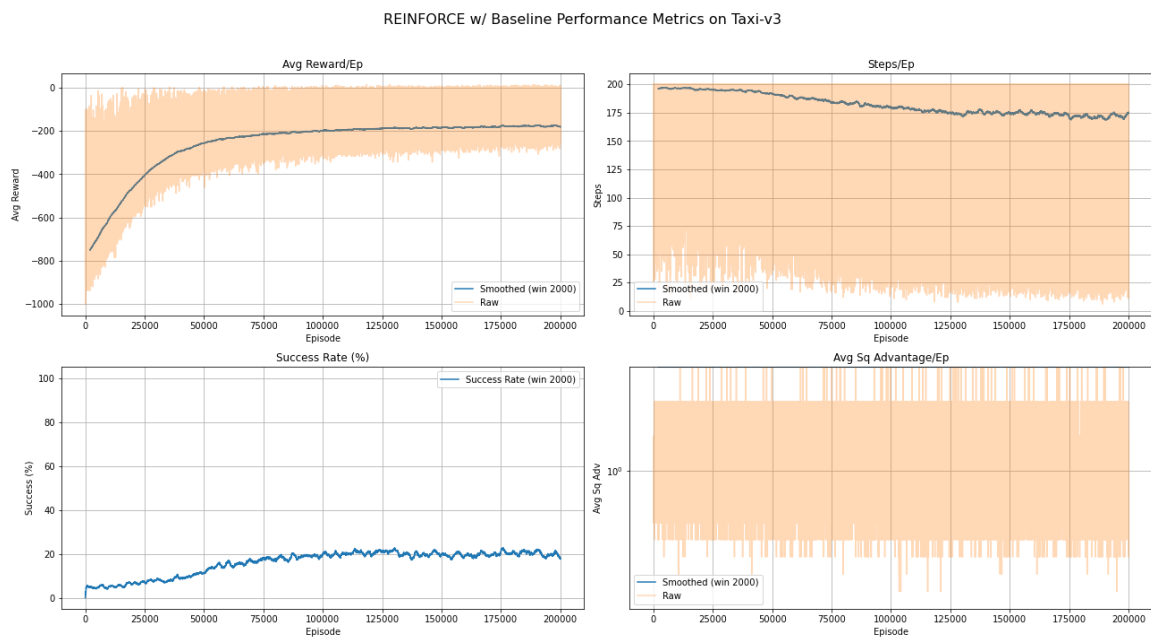 REINFORCE w/ Baseline Performance Metrics on Taxi-v3
Avg Reward/Ep
0
−200
−400
−600
−800
−1000
Avg Reward
Smoothed (win 2000)
Raw
0 25000 50000 75000 100000 125000 150000 175000 200000
Episode
Steps/Ep
200
175
150
125
100
75
50
25
0
Steps
Smoothed (win 2000)
Raw
0 25000 50000 75000 100000 125000 150000 175000 200000
Episode
Success Rate (%)
100
80
60
40
20
0
Success (%)
Success Rate (win 2000)
0 25000 50000 75000 100000 125000 150000 175000 200000
Episode
Avg Sq Advantage/Ep
10⁰
Avg Sq Adv
Smoothed (win 2000)
Raw
0 25000 50000 75000 100000 125000 150000 175000 200000
Episode